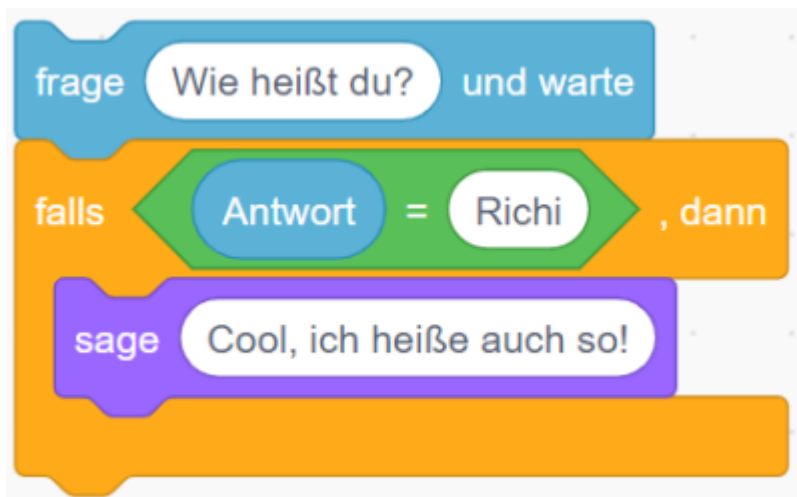 frage Wie heißt du? und warte
falls Antwort = Richi , dann
sage Cool, ich heiße auch so!